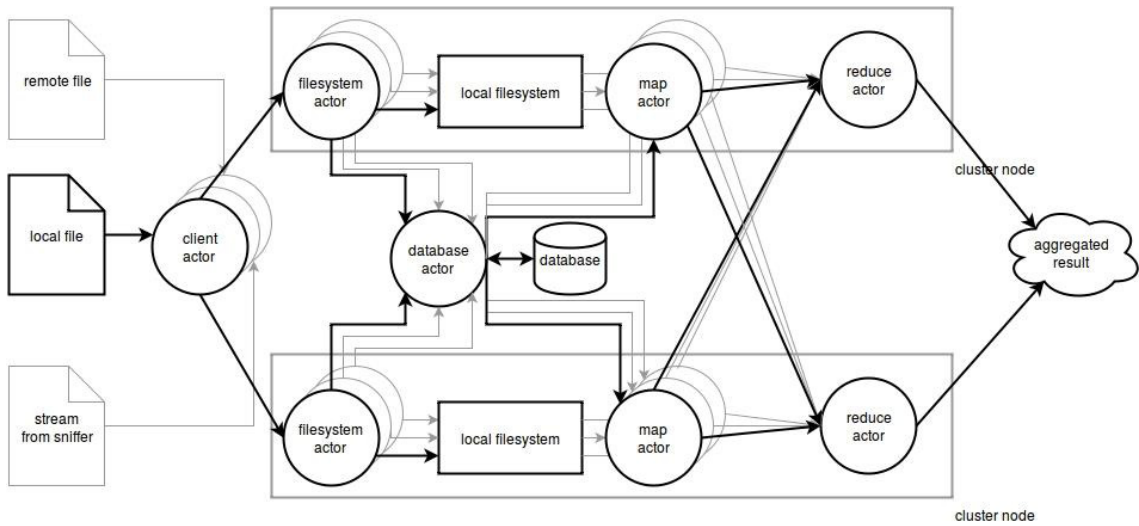 remote file
local file
stream
from sniffer
client
actor
filesystem
actor
local filesystem
map
actor
reduce
actor
cluster node
database
actor
database
aggregated
result
filesystem
actor
local filesystem
map
actor
reduce
actor
cluster node